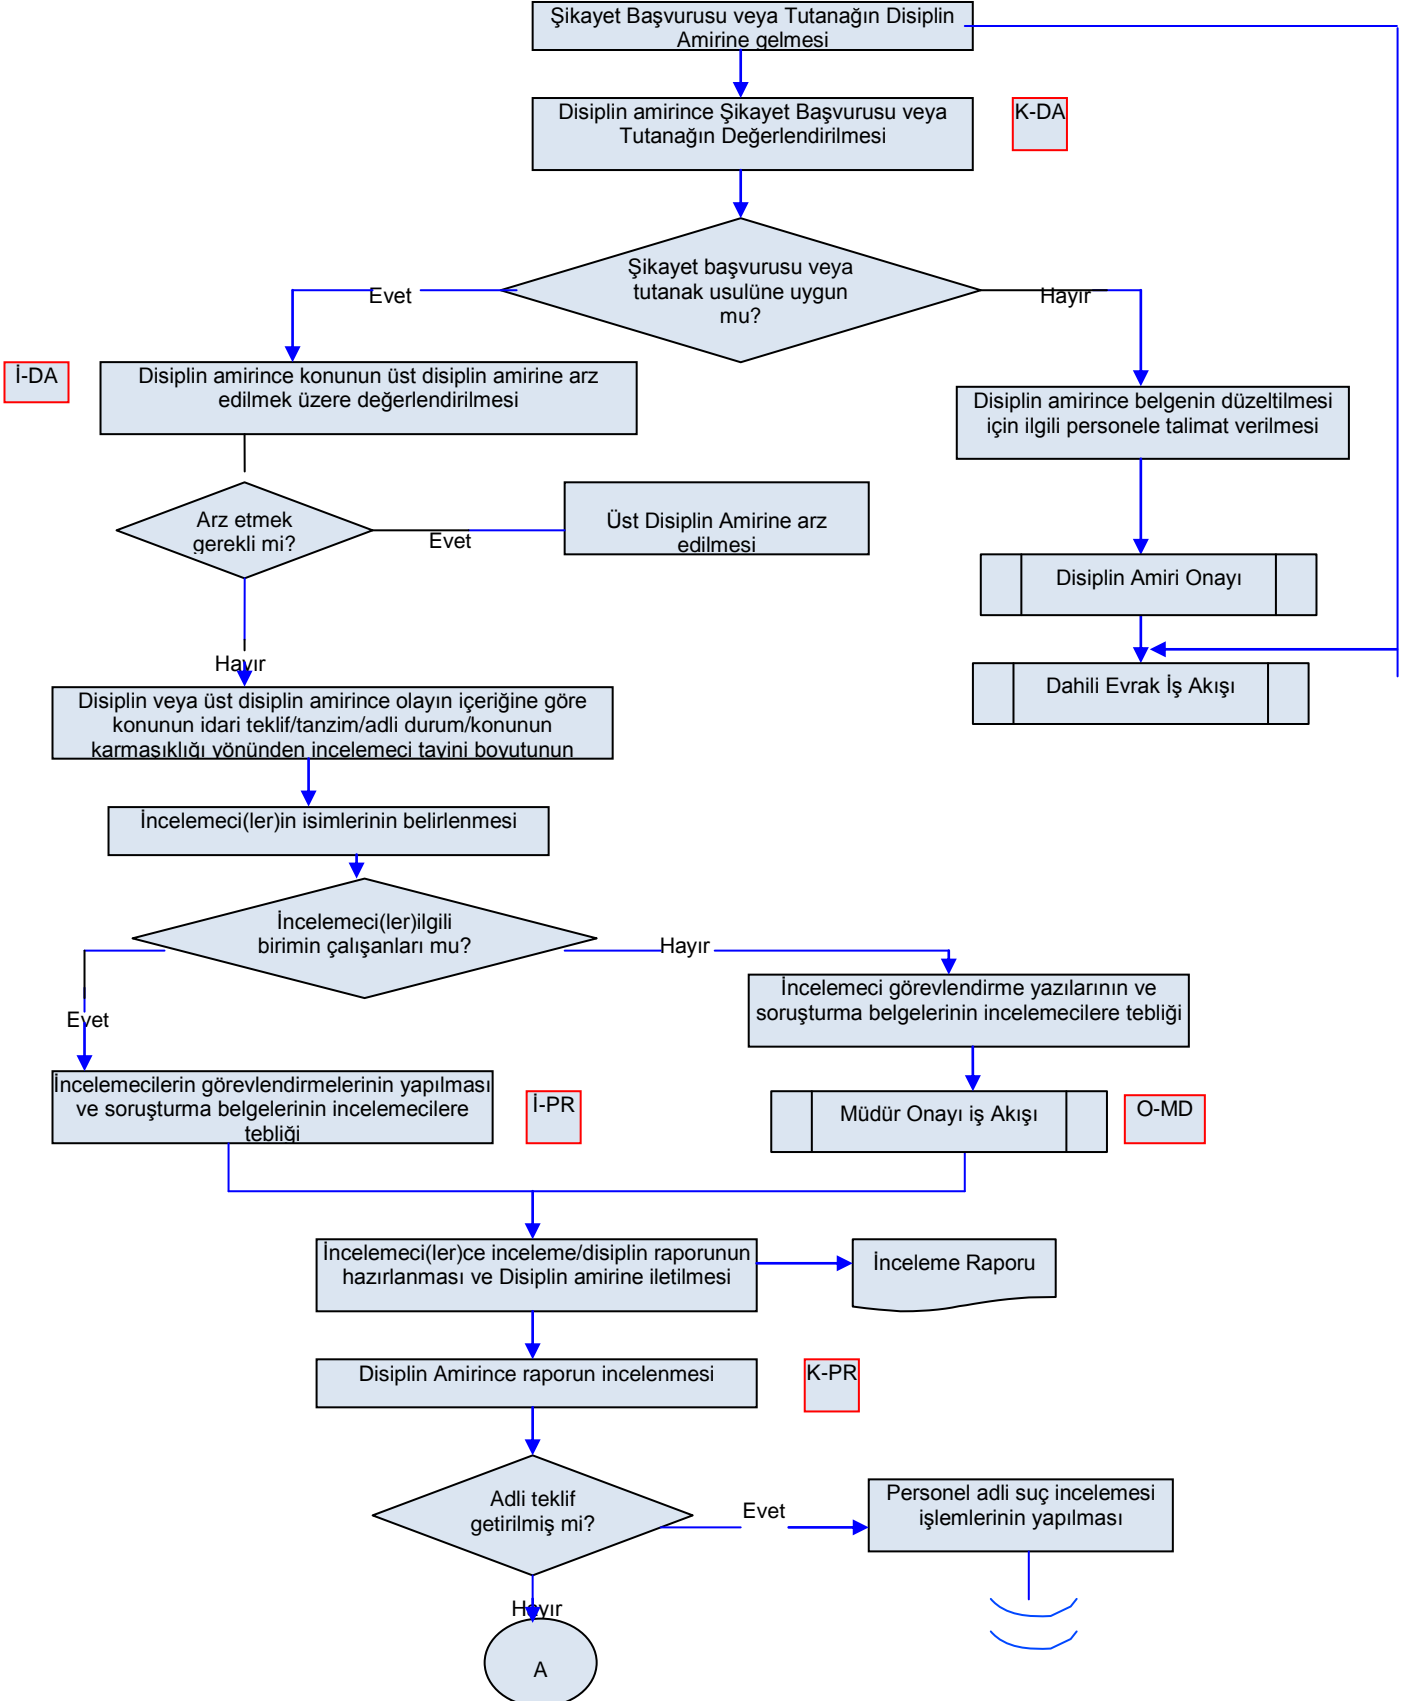 Şikayet Başvurusu veya Tutanağın Disiplin
Amirine gelmesi
Disiplin amirince Şikayet Başvurusu veya
Tutanağın Değerlendirilmesi
K-DA
Şikayet başvurusu veya
tutanak usulüne uygun
mu?
Evet
Hayır
İ-DA
Disiplin amirince konunun üst disiplin amirine arz
edilmek üzere değerlendirilmesi
Disiplin amirince belgenin düzeltilmesi
için ilgili personele talimat verilmesi
Arz etmek
gerekli mi?
Evet
Üst Disiplin Amirine arz
edilmesi
Disiplin Amiri Onayı
Hayır
Dahili Evrak İş Akışı
Disiplin veya üst disiplin amirince olayın içeriğine göre
konunun idari teklif/tanzim/adli durum/konunun
karmaşıklığı yönünden incelemeci tayini boyutunun
İncelemeci(ler)in isimlerinin belirlenmesi
İncelemeci(ler)ilgili
birimin çalışanları mu?
Hayır
Evet
İncelemeci görevlendirme yazılarının ve
soruşturma belgelerinin incelemecilere tebliği
İncelemecilerin görevlendirmelerinin yapılması
ve soruşturma belgelerinin incelemecilere
tebliği
İ-PR
Müdür Onayı iş Akışı
O-MD
İncelemeci(ler)ce inceleme/disiplin raporunun
hazırlanması ve Disiplin amirine iletilmesi
İnceleme Raporu
Disiplin Amirince raporun incelenmesi
K-PR
Adli teklif
getirilmiş mi?
Evet
Personel adli suç incelemesi
işlemlerinin yapılması
Hayır
A